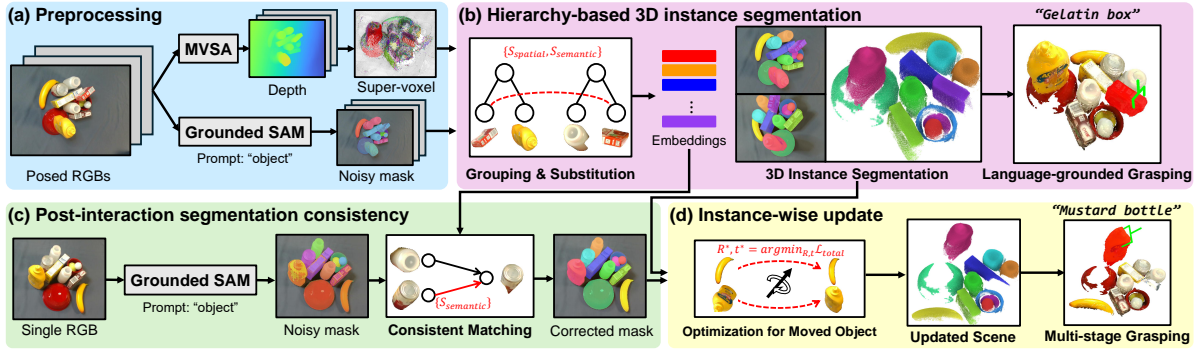 (a) Preprocessing
MVSA
Depth
Super-voxel
Grounded SAM
Prompt: “object”
Posed RGBs
Noisy mask
(b) Hierarchy-based 3D instance segmentation
{S_spatial, S_semantic}
Grouping & Substitution
Embeddings
3D Instance Segmentation
“Gelatin box”
Language-grounded Grasping
(c) Post-interaction segmentation consistency
Grounded SAM
Prompt: “object”
Single RGB
Noisy mask
{S_semantic}
Consistent Matching
Corrected mask
(d) Instance-wise update
R*, t* = argmin_{R,t} ℒ_total
Optimization for Moved Object
Updated Scene
“Mustard bottle”
Multi-stage Grasping